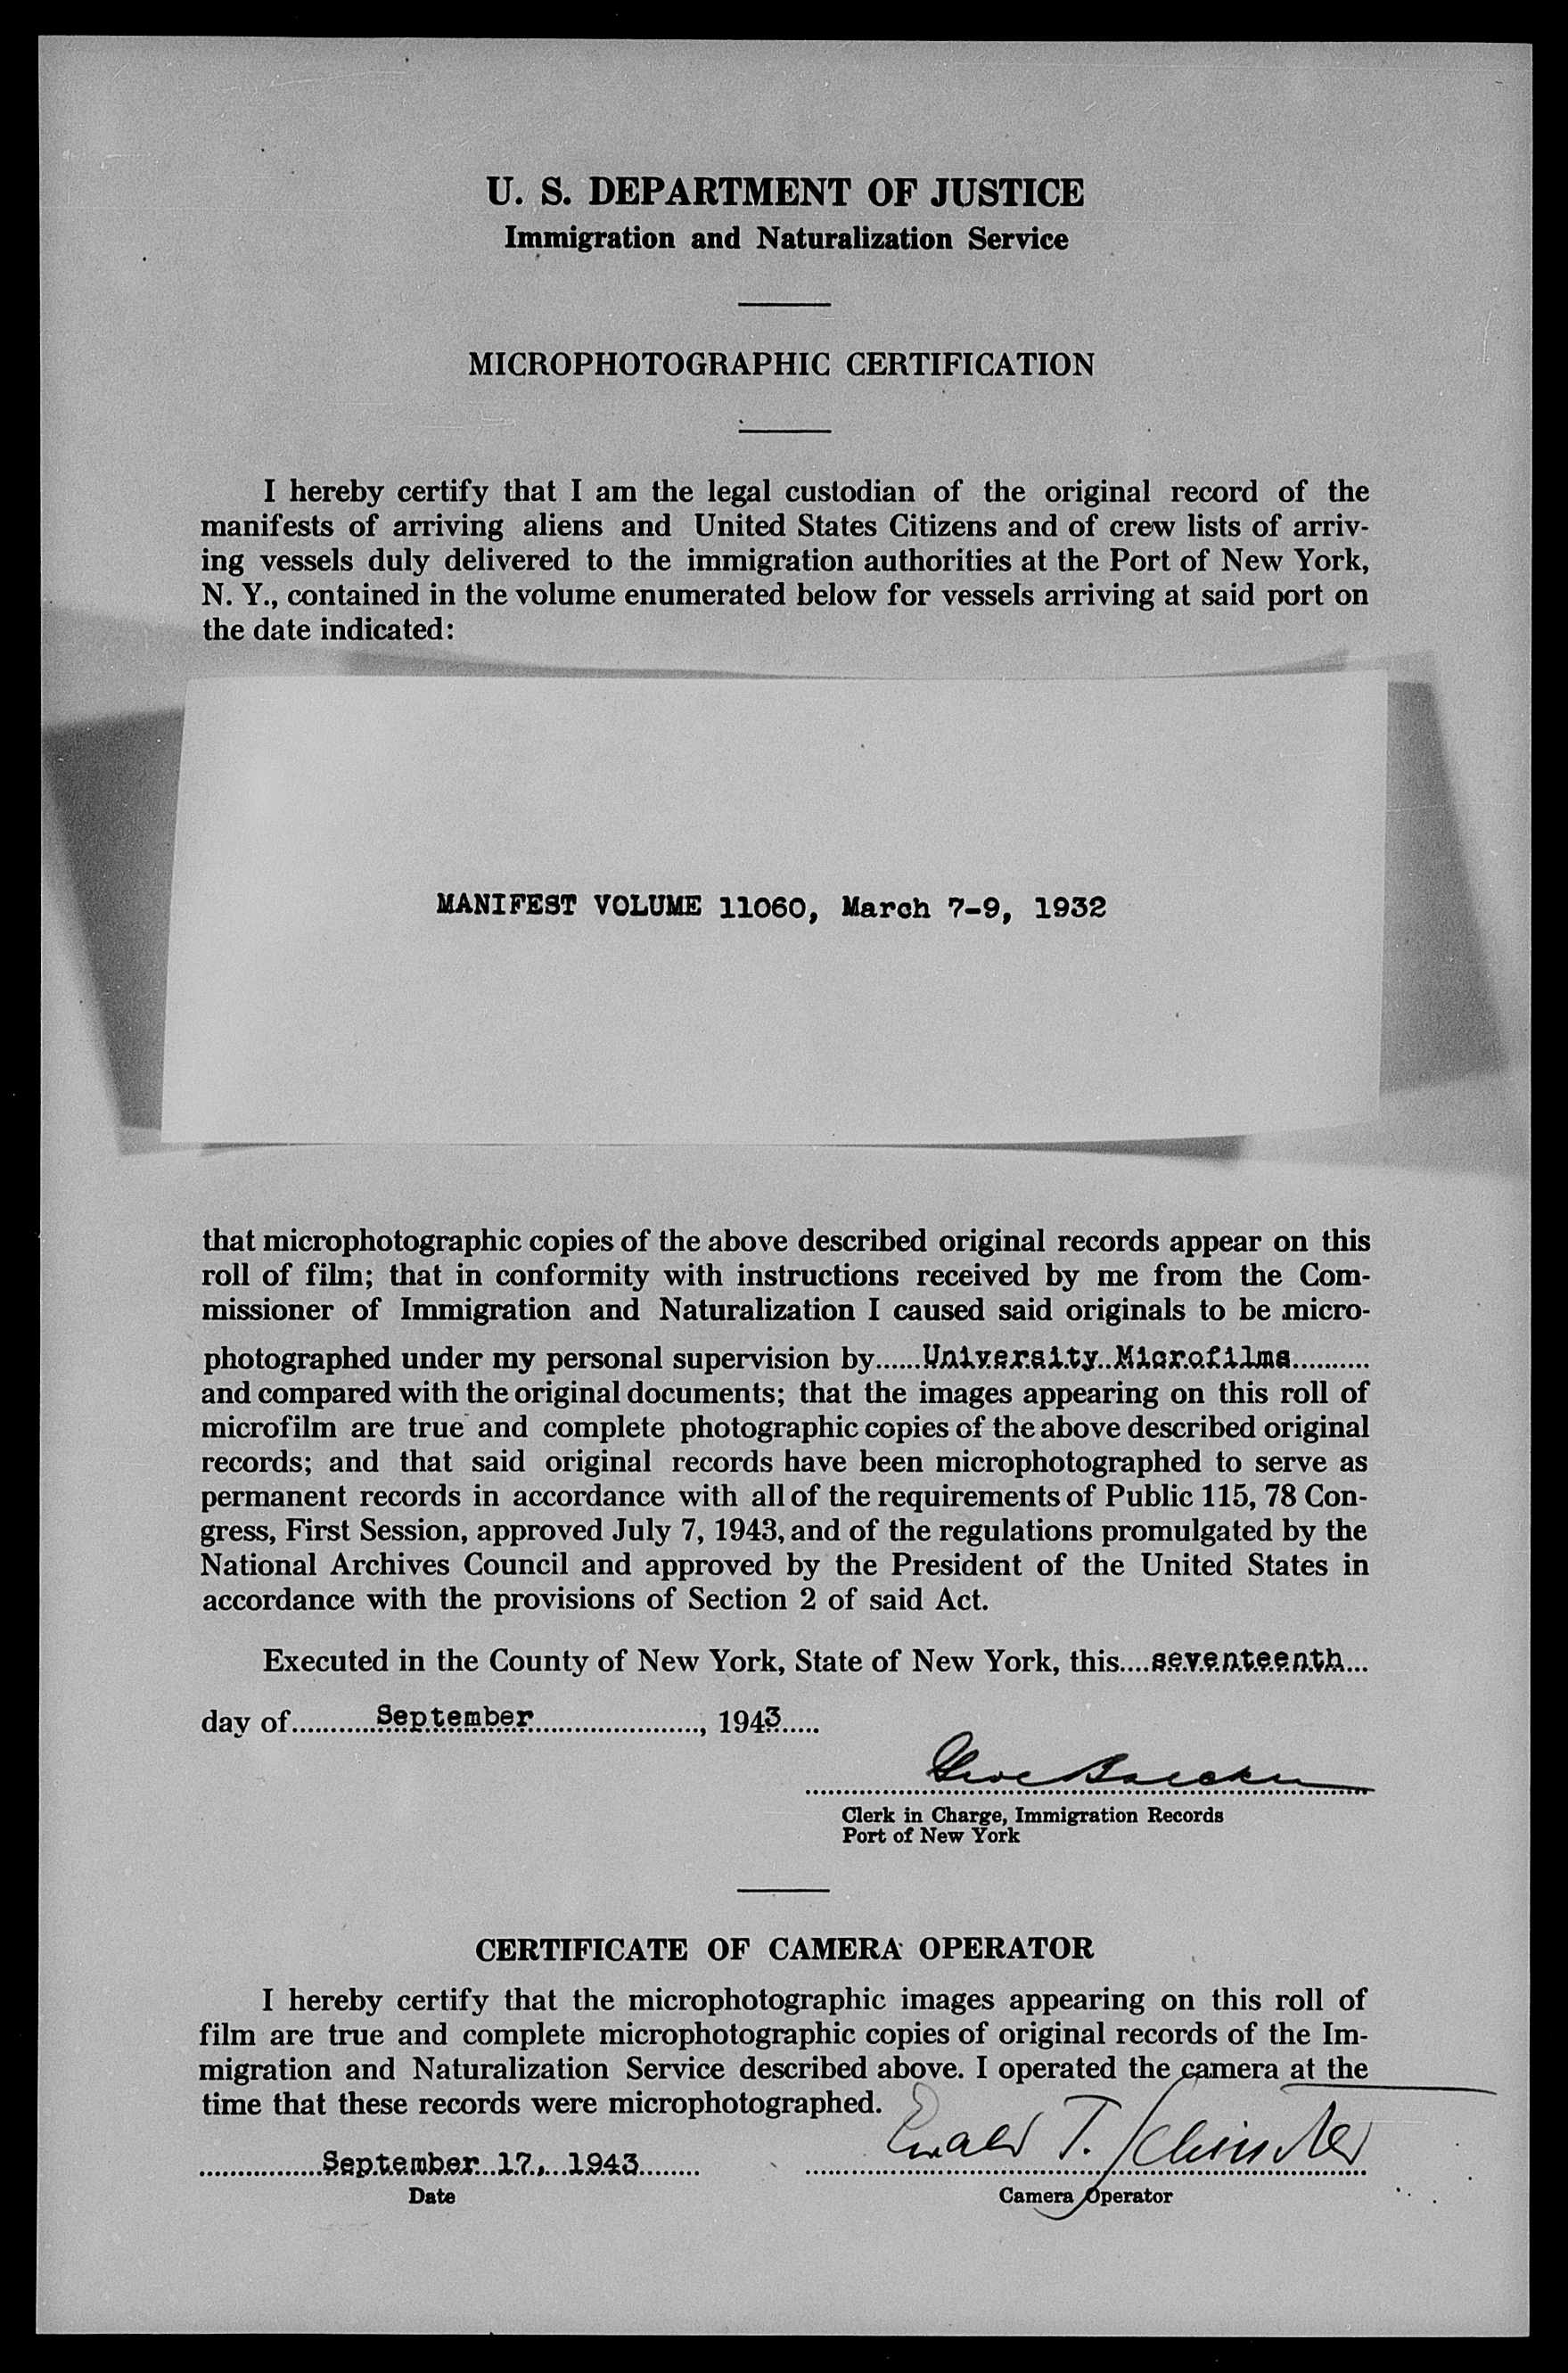 U. S. DEPARTMENT OF JUSTICE
Immigration and Naturalization Service
MICROPHOTOGRAPHIC CERTIFICATION
I hereby certify that I am the legal custodian of the original record of the
manifests of arriving aliens and United States Citizens and of crew lists of arriv-
ing vessels duly delivered to the immigration authorities at the Port of New York,
N. Y., contained in the volume enumerated below for vessels arriving at said port on
the date indicated:
MANIFEST VOLUME 11060, March 7-9, 1932
that microphotographic copies of the above described original records appear on this
roll of film; that in conformity with instructions received by me from the Com-
missioner of Immigration and Naturalization I caused said originals to be micro-
photographed under my personal supervision by......University Microfilms..........
and compared with the original documents; that the images appearing on this roll of
microfilm are true and complete photographic copies of the above described original
records; and that said original records have been microphotographed to serve as
permanent records in accordance with all of the requirements of Public 115, 78 Con-
gress, First Session, approved July 7, 1943, and of the regulations promulgated by the
National Archives Council and approved by the President of the United States in
accordance with the provisions of Section 2 of said Act.
Executed in the County of New York, State of New York, this....seventeenth...
day of...........September......................, 1943.....
Clerk in Charge, Immigration Records
Port of New York
CERTIFICATE OF CAMERA OPERATOR
I hereby certify that the microphotographic images appearing on this roll of
film are true and complete microphotographic copies of original records of the Im-
migration and Naturalization Service described above. I operated the camera at the
time that these records were microphotographed.
Ewald T.
................September 17, 1943........
Date
Camera Operator